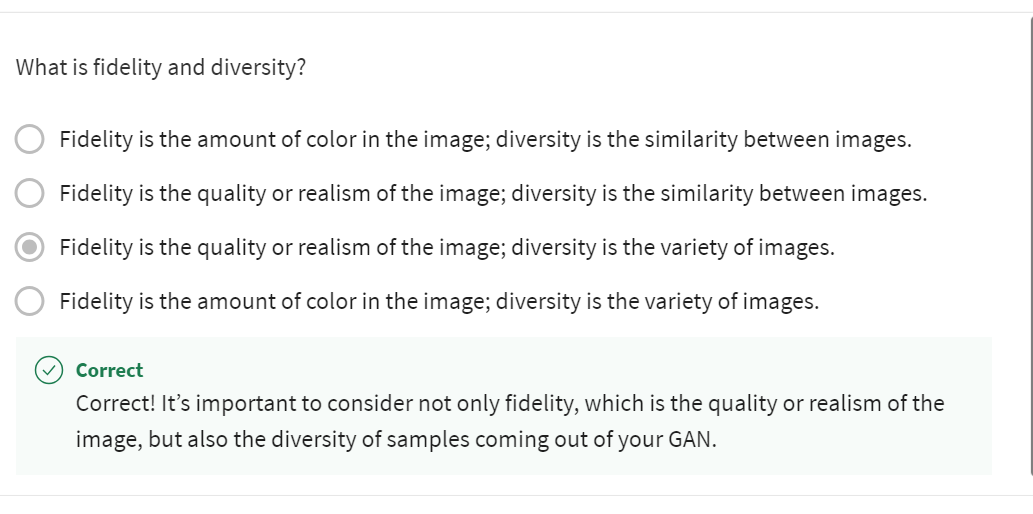 What is fidelity and diversity?
Fidelity is the amount of color in the image; diversity is the similarity between images.
Fidelity is the quality or realism of the image; diversity is the similarity between images.
Fidelity is the quality or realism of the image; diversity is the variety of images.
Fidelity is the amount of color in the image; diversity is the variety of images.
Correct
Correct! It’s important to consider not only fidelity, which is the quality or realism of the
image, but also the diversity of samples coming out of your GAN.